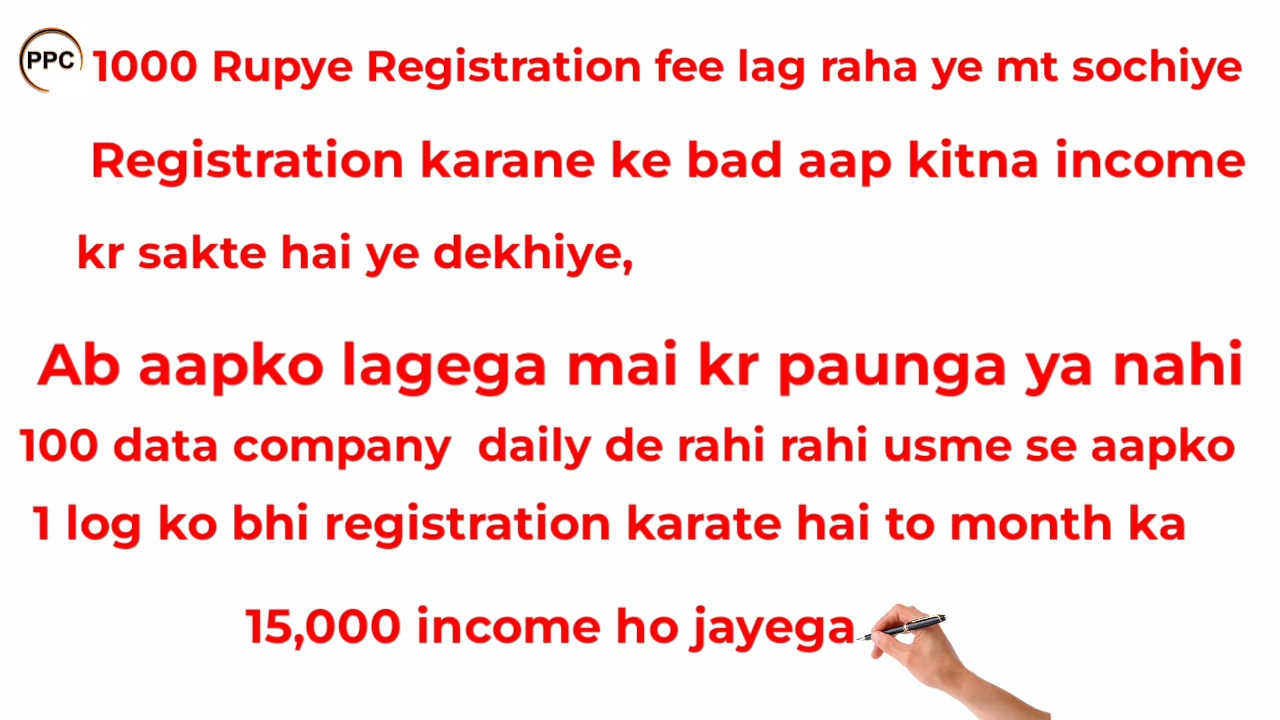 PPC
1000 Rupye Registration fee lag raha ye mt sochiye
Registration karane ke bad aap kitna income
kr sakte hai ye dekhiye,
Ab aapko lagega mai kr paunga ya nahi
100 data company daily de rahi rahi usme se aapko
1 log ko bhi registration karate hai to month ka
15,000 income ho jayega